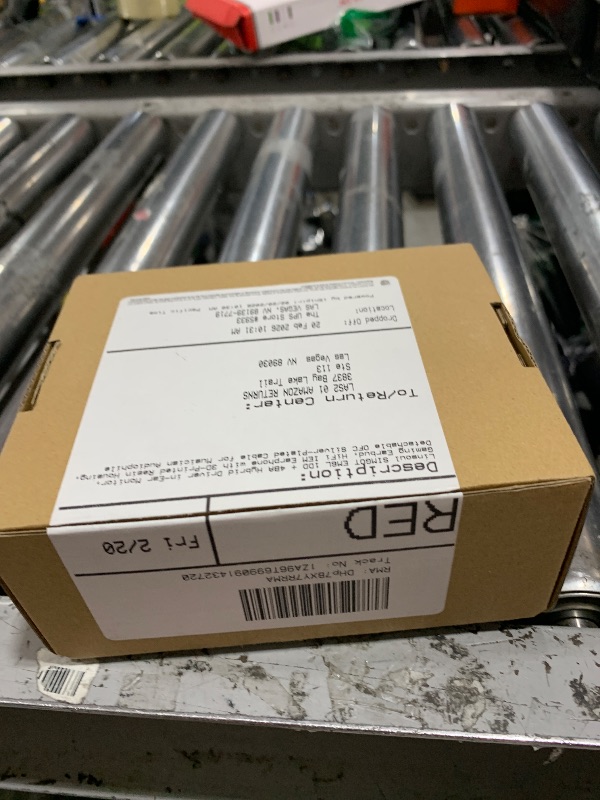 RMA: DHp7BXY7RRMA
Track No: 1ZA96T699091432720
RED
Fri 2/20
Description:
Linsoul SIMGOT EM6L 1DD + 4BA Hybrid Driver in-Ear Monitor,
Gaming Earbud, HiFi IEM Earphone with 3D-Printed Resin Housing,
Detachable OFC Silver-Plated Cable for Musician Audiophile
To/Return Center:
LAS2 01 AMAZON RETURNS
3837 Bay Lake Trail
Ste 113
Las Vegas NV 89030
Dropped Off:
20 Feb 2026 10:31 AM
Location:
The UPS Store #5933
LAS VEGAS, NV 89139-7719
Pacific Time